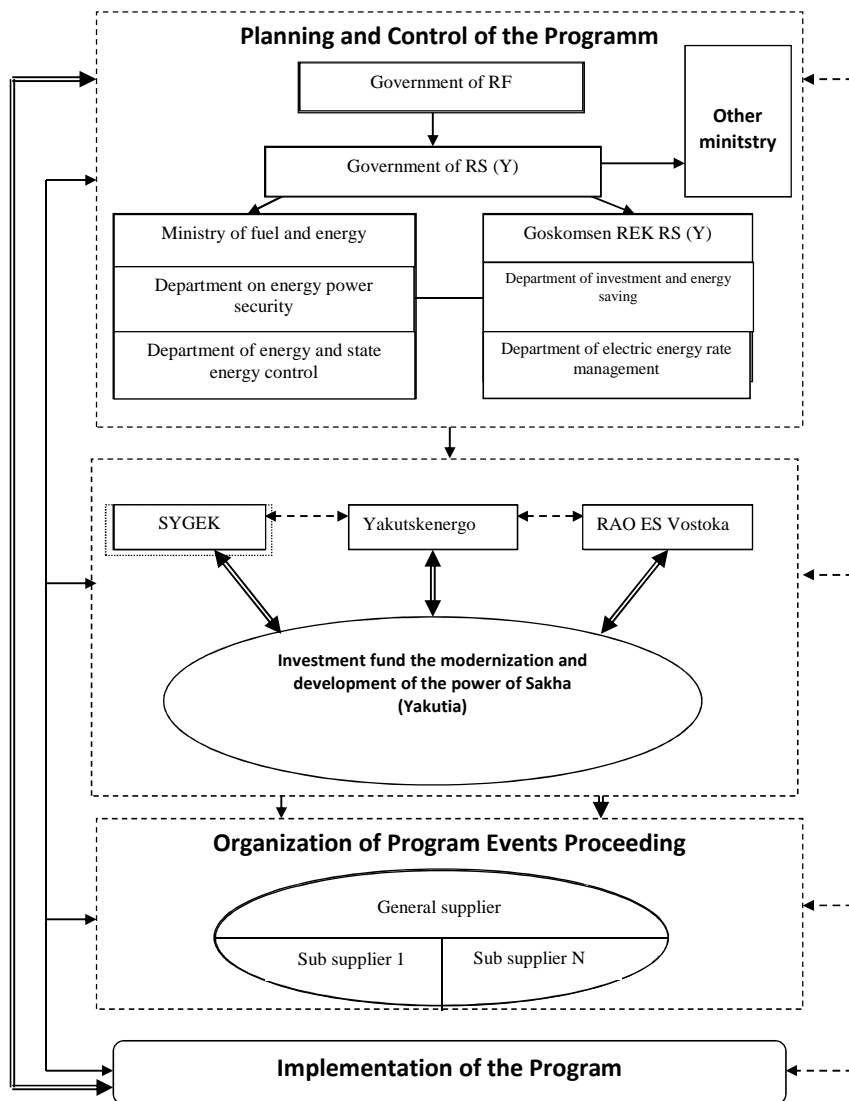 Planning and Control of the Programm
Government of RF
Other
minitstry
Government of RS (Y)
Ministry of fuel and energy
Goskomsen REK RS (Y)
Department on energy power
security
Department of investment and energy
saving
Department of energy and state
energy control
Department of electric energy rate
management
SYGEK
Yakutskenergo
RAO ES Vostoka
Investment fund the modernization and
development of the power of Sakha
(Yakutia)
Organization of Program Events Proceeding
General supplier
Sub supplier 1
Sub supplier N
Implementation of the Program